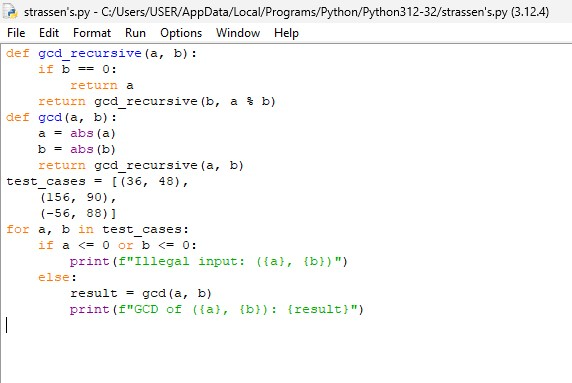 strassen's.py - C:/Users/USER/AppData/Local/Programs/Python/Python312-32/strassen's.py (3.12.4)
File Edit Format Run Options Window Help
def gcd_recursive(a, b):
    if b == 0:
        return a
    return gcd_recursive(b, a % b)
def gcd(a, b):
    a = abs(a)
    b = abs(b)
    return gcd_recursive(a, b)
test_cases = [(36, 48),
    (156, 90),
    (-56, 88)]
for a, b in test_cases:
    if a <= 0 or b <= 0:
        print(f"Illegal input: ({a}, {b})")
    else:
        result = gcd(a, b)
        print(f"GCD of ({a}, {b}): {result}")